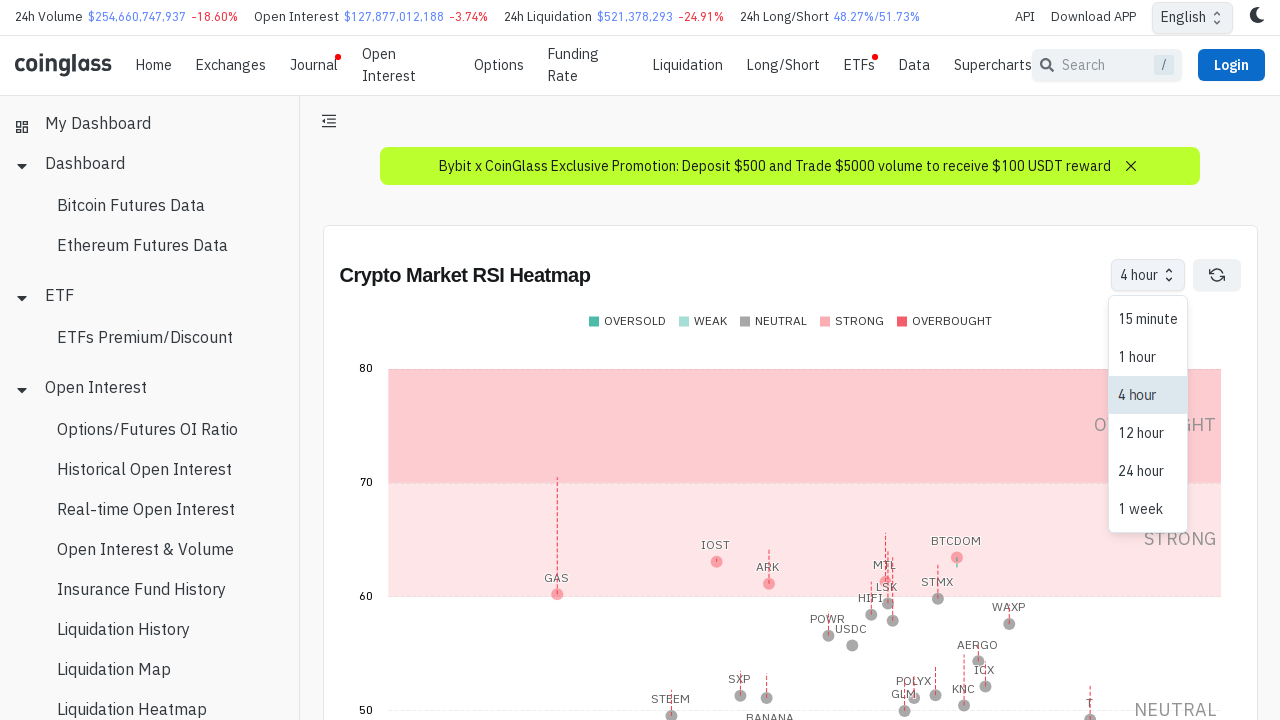 24h Volume $254,660,747,937 -18.60% Open Interest $127,877,012,188 -3.74% 24h Liquidation $521,378,293 -24.91% 24h Long/Short 48.27%/51.73% API Download APP English
coinglass Home Exchanges Journal Open Interest Options Funding Rate Liquidation Long/Short ETFs Data Supercharts Search / Login
My Dashboard
Dashboard
Bitcoin Futures Data
Ethereum Futures Data
ETF
ETFs Premium/Discount
Open Interest
Options/Futures OI Ratio
Historical Open Interest
Real-time Open Interest
Open Interest & Volume
Insurance Fund History
Liquidation History
Liquidation Map
Liquidation Heatmap
Bybit x CoinGlass Exclusive Promotion: Deposit $500 and Trade $5000 volume to receive $100 USDT reward
Crypto Market RSI Heatmap
4 hour
15 minute
1 hour
4 hour
12 hour
24 hour
1 week
OVERSOLD WEAK NEUTRAL STRONG OVERBOUGHT
80
70
STRONG
IOST
BTCDOM
ARK
MTL
GAS
LSK
STMX
60
HIFI
WAXP
POWR
USDC
AERGO
ICX
SXP
POLYX
KNC
GLM
STEEM
T
50
BANANA
NEUTRAL